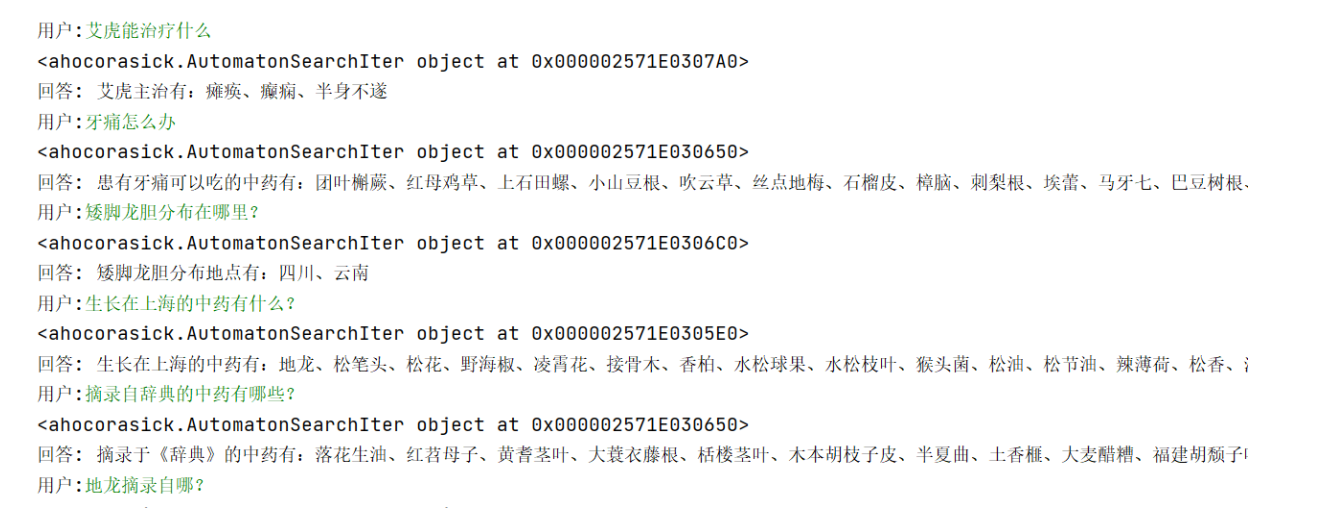 用户:艾虎能治疗什么
<ahocorasick.AutomatonSearchIter object at 0x000002571E0307A0>
回答: 艾虎主治有：瘫痪、癫痫、半身不遂
用户:牙痛怎么办
<ahocorasick.AutomatonSearchIter object at 0x000002571E030650>
回答: 患有牙痛可以吃的中药有：团叶槲蕨、红母鸡草、上石田螺、小山豆根、吹云草、丝点地梅、石榴皮、樟脑、刺梨根、埃蕾、马牙七、巴豆树根、
用户:矮脚龙胆分布在哪里?
<ahocorasick.AutomatonSearchIter object at 0x000002571E0306C0>
回答: 矮脚龙胆分布地点有：四川、云南
用户:生长在上海的中药有什么?
<ahocorasick.AutomatonSearchIter object at 0x000002571E0305E0>
回答: 生长在上海的中药有：地龙、松笔头、松花、野海椒、凌霄花、接骨木、香柏、水松球果、水松枝叶、猴头菌、松油、松节油、辣薄荷、松香、
用户:摘录自辞典的中药有哪些?
<ahocorasick.AutomatonSearchIter object at 0x000002571E030650>
回答: 摘录于《辞典》的中药有：落花生油、红苕母子、黄耆茎叶、大蓑衣藤根、栝楼茎叶、木本胡枝子皮、半夏曲、土香榧、大麦醋糟、福建胡颓子
用户:地龙摘录自哪?